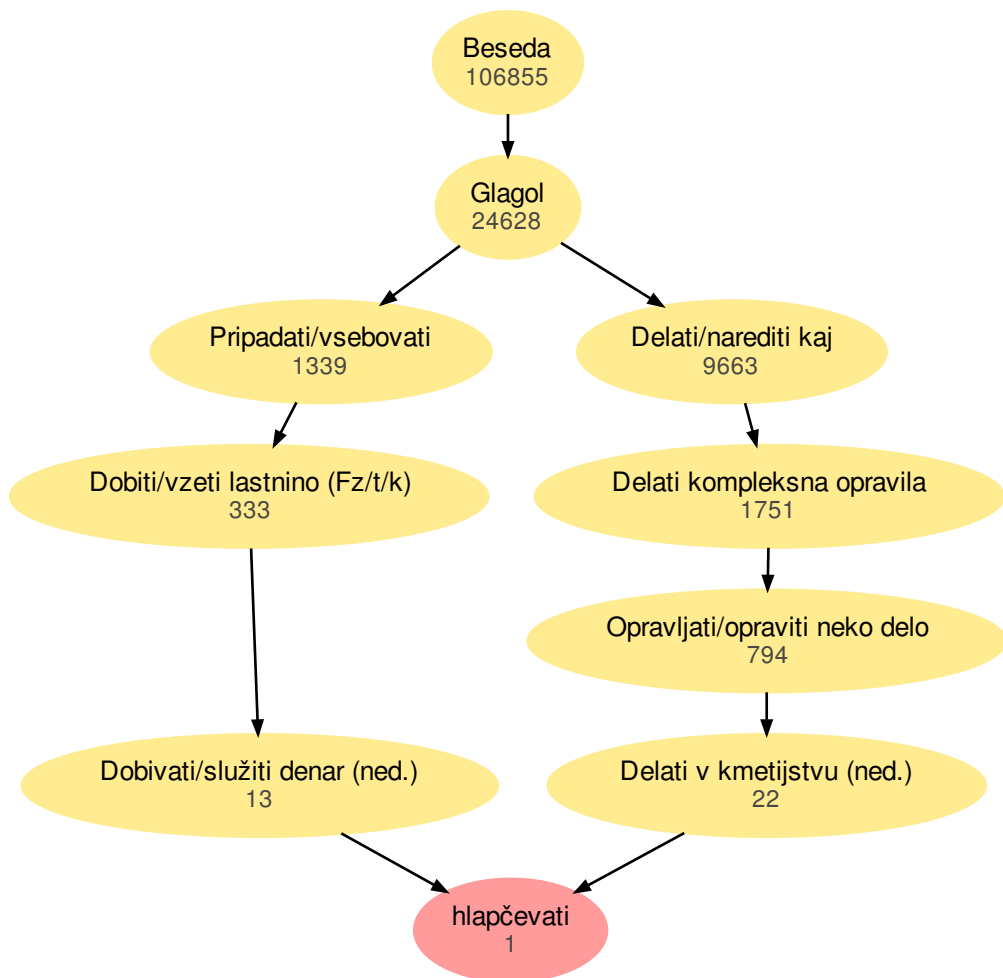 Beseda
106855
Glagol
24628
Pripadati/vsebovati
1339
Delati/narediti kaj
9663
Dobiti/vzeti lastnino (Fz/t/k)
333
Delati kompleksna opravila
1751
Opravljati/opraviti neko delo
794
Dobivati/služiti denar (ned.)
13
Delati v kmetijstvu (ned.)
22
hlapčevati
1